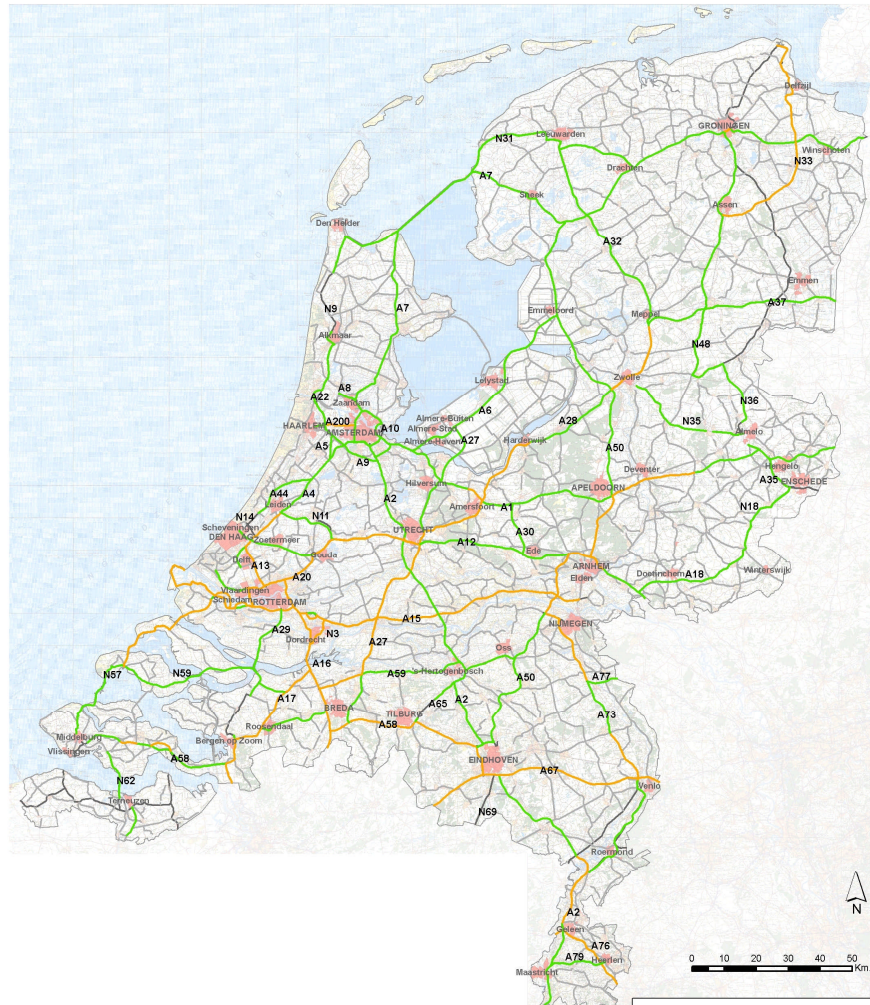 Delfzijl
GRONINGEN
N31
Leeuwarden
Winschoten
N33
Drachten
A7
Sneek
Assen
Den Helder
A32
Emmen
A37
N9
A7
Emmeloord
Meppel
Alkmaar
N48
Zwolle
Lelystad
A8
A22
Zaandam
A6
N36
A200
HAARLEM
AMSTERDAM
A10
Almere-Buiten
Almere-Stad
Almere-Haven
A27
A28
N35
Almelo
Harderwijk
A5
A9
A50
Deventer
Hengelo
A35
ENSCHEDE
Hilversum
APELDOORN
A44
A4
A2
Leiden
Amersfoort
A1
N18
N14
N11
Scheveningen
DEN HAAG
UTRECHT
A30
Zoetermeer
A12
Ede
Gouda
Delft
A13
ARNHEM
Elden
Doetinchem
A18
Winterswijk
A20
Vlaardingen
Schiedam
ROTTERDAM
A15
NIJMEGEN
A29
N3
Dordrecht
A27
Oss
A16
N57
N59
A59
's-Hertogenbosch
A50
A77
A17
A65
A2
BREDA
TILBURG
A73
Roosendaal
A58
Middelburg
Bergen op Zoom
Vlissingen
A58
EINDHOVEN
A67
N62
Venlo
Terneuzen
N69
Roermond
N
A2
Geleen
A76
A79
Heerlen
Maastricht
0 10 20 30 40 50
Km.